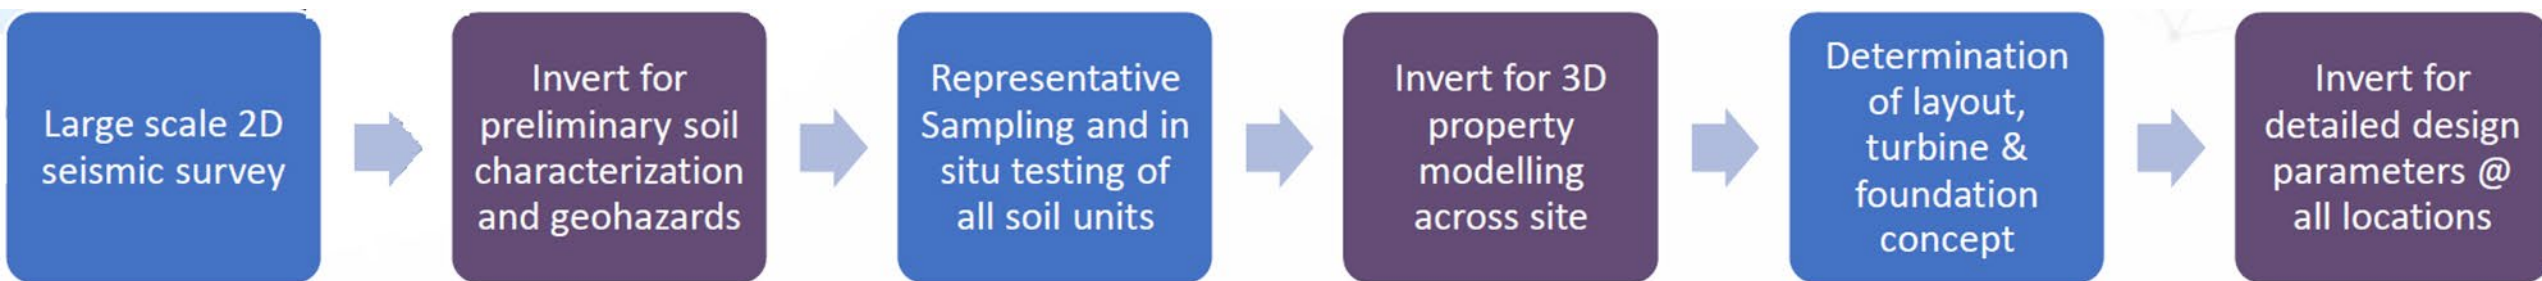 Large scale 2D
seismic survey
Invert for
preliminary soil
characterization
and geohazards
Representative
Sampling and in
situ testing of
all soil units
Invert for 3D
property
modelling
across site
Determination
of layout,
turbine &
foundation
concept
Invert for
detailed design
parameters @
all locations